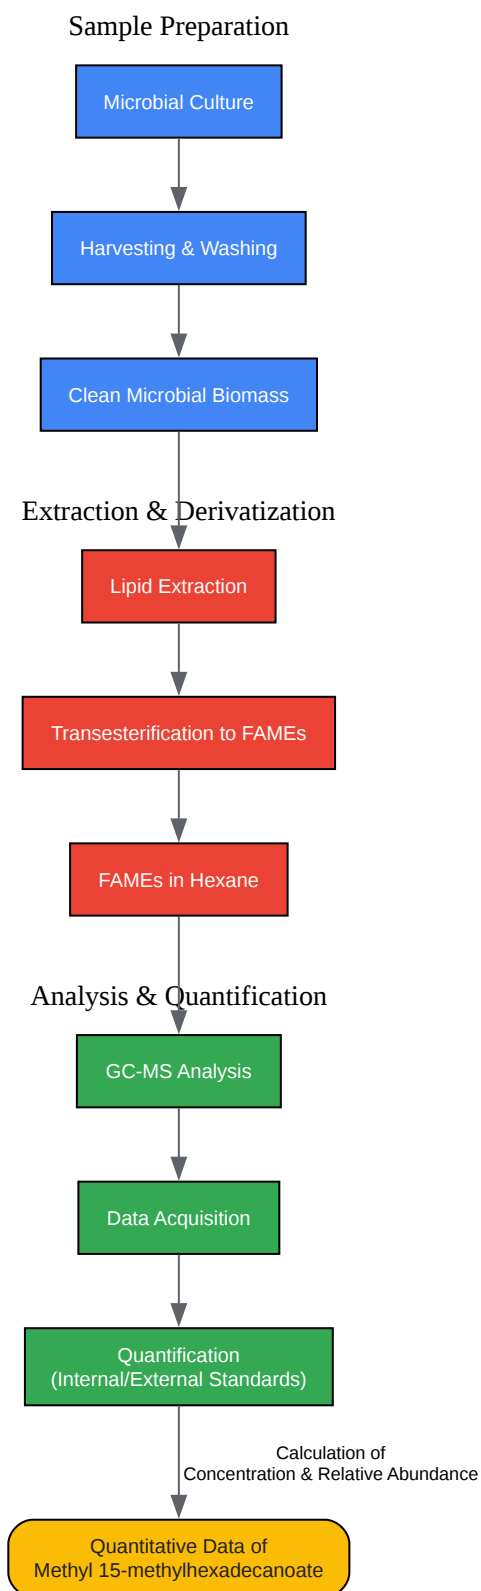 Sample Preparation
Microbial Culture
Harvesting & Washing
Clean Microbial Biomass
Extraction & Derivatization
Lipid Extraction
Transesterification to FAMEs
FAMEs in Hexane
Analysis & Quantification
GC-MS Analysis
Data Acquisition
Quantification
(Internal/External Standards)
Calculation of
Concentration & Relative Abundance
Quantitative Data of
Methyl 15-methylhexadecanoate